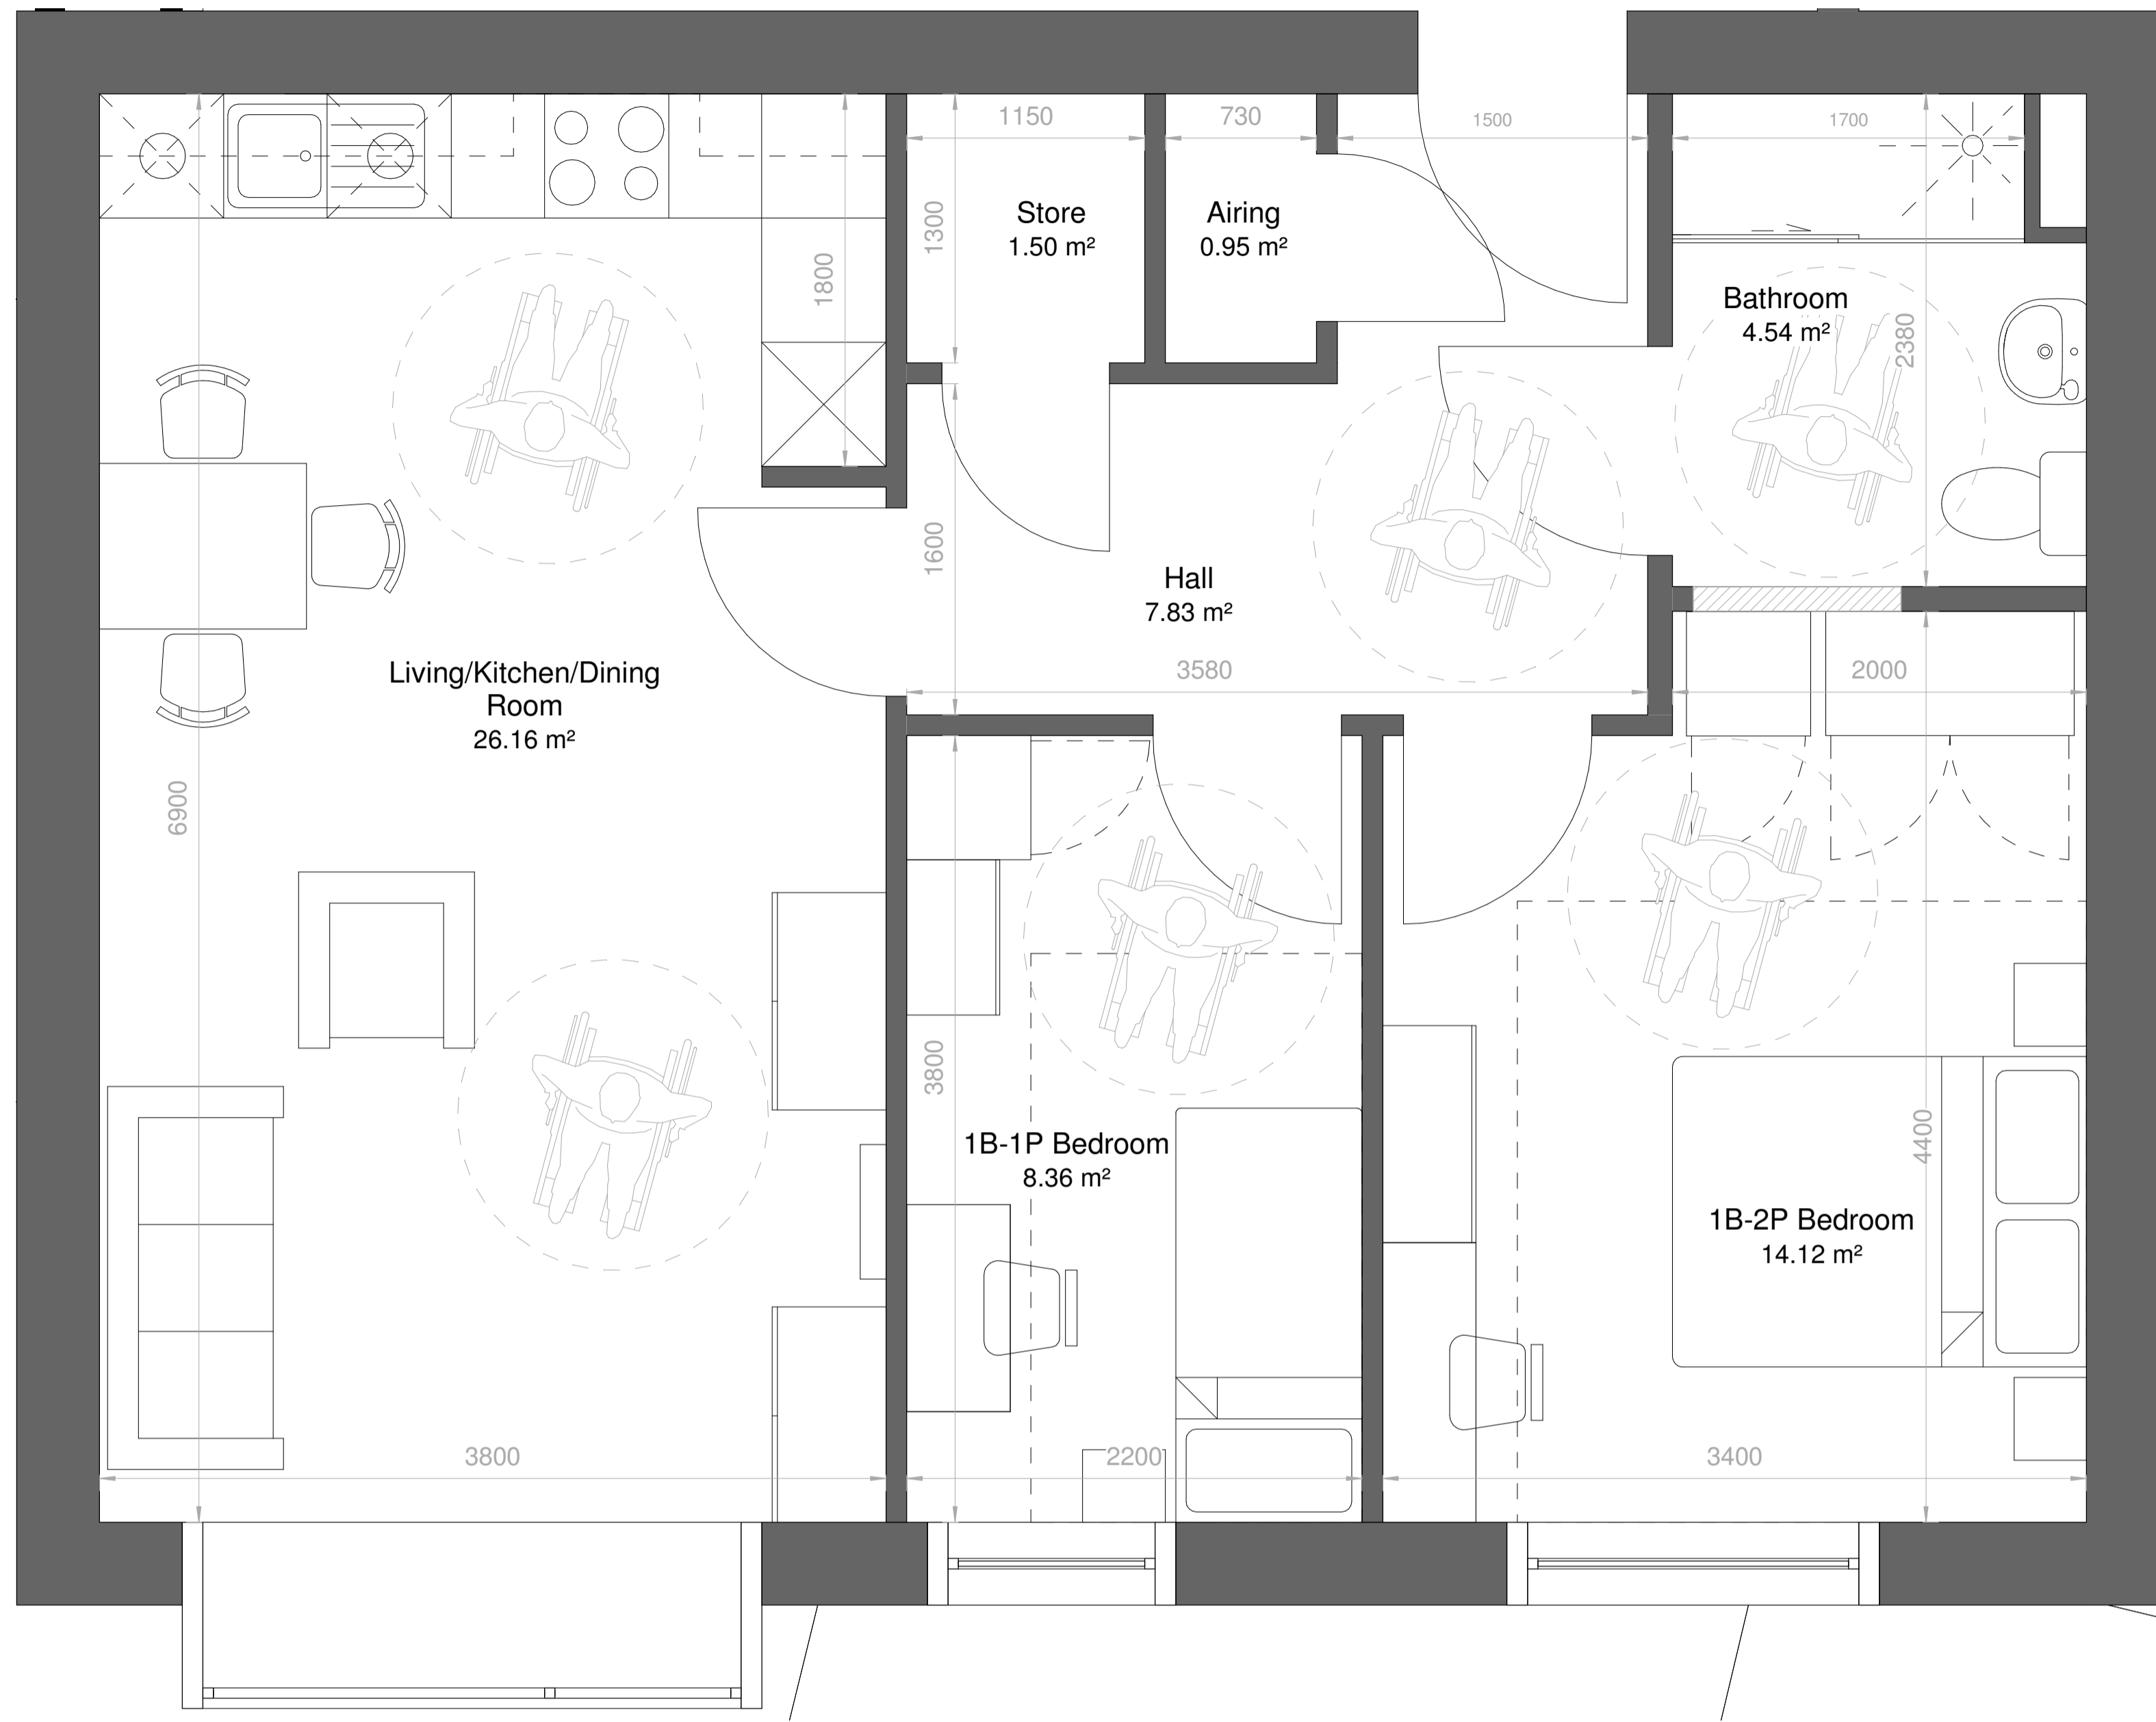 1150
730
1500
1700
Store
1.50 m²
Airing
0.95 m²
1300
1800
Bathroom
4.54 m²
2380
1600
Hall
7.83 m²
3580
2000
Living/Kitchen/Dining
Room
26.16 m²
6900
3800
1B-1P Bedroom
8.36 m²
4400
1B-2P Bedroom
14.12 m²
3800
2200
3400